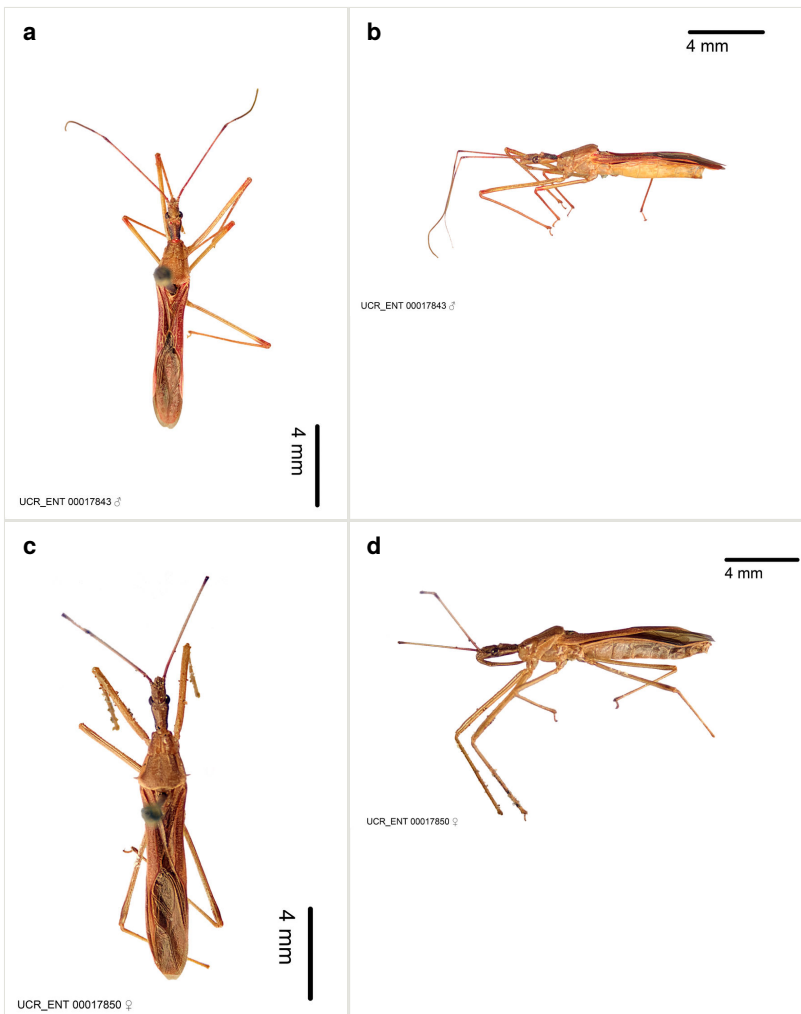 a
b
4 mm
UCR_ENT 00017843 ♂
4 mm
UCR_ENT 00017843 ♂
c
d
4 mm
UCR_ENT 00017850 ♀
4 mm
UCR_ENT 00017850 ♀